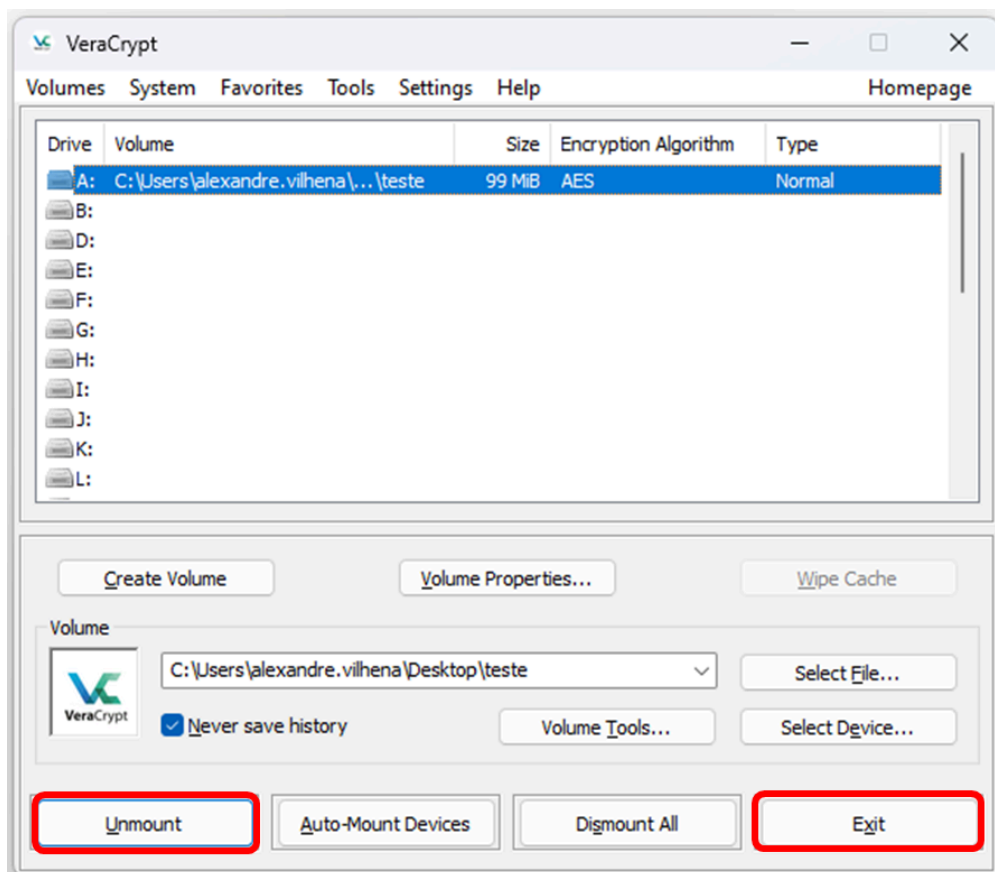 VeraCrypt
Volumes System Favorites Tools Settings Help Homepage
Drive Volume Size Encryption Algorithm Type
A: C:\Users\alexandre.vilhena\...\teste 99 MiB AES Normal
B:
D:
E:
F:
G:
H:
I:
J:
K:
L:
Create Volume Volume Properties... Wipe Cache
Volume
C:\Users\alexandre.vilhena\Desktop\teste Select File...
VeraCrypt
Never save history Volume Tools... Select Device...
Unmount Auto-Mount Devices Dismount All Exit